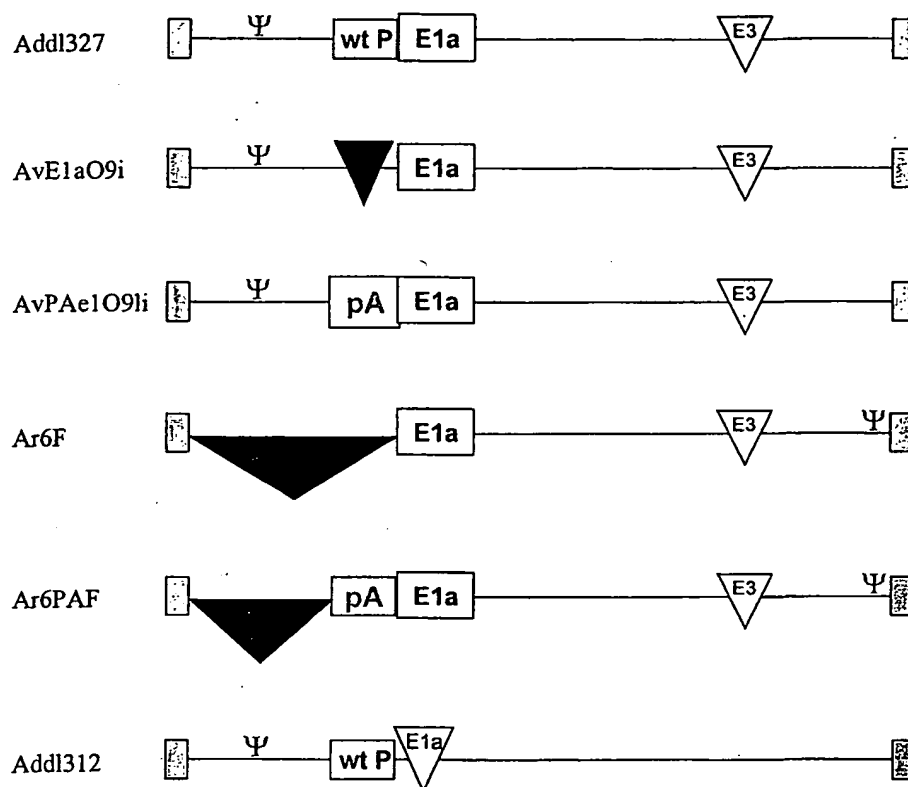 Addl327 Ψ wt P E1a E3
AvE1aO9i Ψ E1a E3
AvPAe1O9li Ψ pA E1a E3
Ar6F E1a E3 Ψ
Ar6PAF pA E1a E3 Ψ
Addl312 Ψ wt P E1a